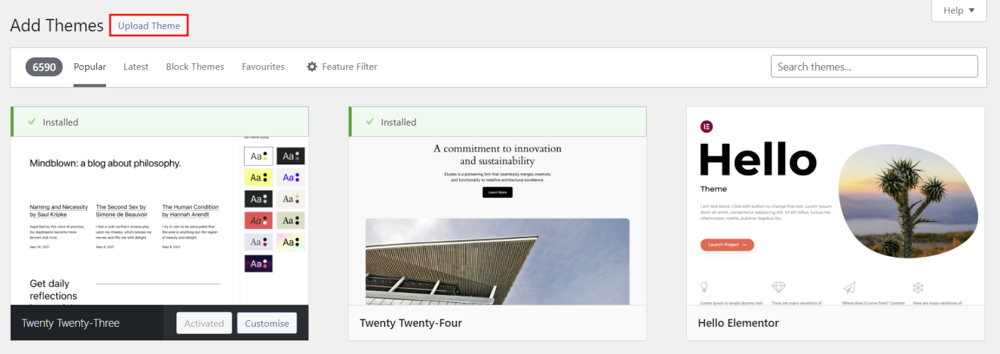 Help
Add Themes
Upload Theme
6590
Popular
Latest
Block Themes
Favourites
Feature Filter
Search themes...
Installed
Mindblown: a blog about philosophy.
Naming and Necessity
by Saul Kripke
The Second Sex by
Simone de Beauvoir
The Human Condition
by Hannah Arendt
Inspirited by this wind of promise,
my daydreams become more
fervent and vivid.
I feel a cold northern breeze play
upon my cheeks, which braces my
nerves and fills me with delight.
I try in vain to be persuaded that
the pole is anything but the region
of beauty and delight.
Sept 10, 2021
Sept 8, 2021
Sept 6, 2021
Get daily
reflections
Aa
Aa
Aa
Aa
Aa
Aa
Aa
Aa
Aa
Aa
Aa
Twenty Twenty-Three
Activated
Customise
Installed
A commitment to innovation
and sustainability
Études is a pioneering firm that seamlessly merges creativity
and functionality to redefine architectural excellence.
Learn More
Twenty Twenty-Four
Hello
Theme
I am text block. Click edit button to change this text. Lorem ipsum
dolor sit amet, consectetur adipiscing elit. Ut elit tellus, luctus nec
ullamcorper mattis, pulvinar dapibus leo.
Launch Project →
Lorem Ipsum is simply dummy text
There are many variations of
Where does it come from? Contrary
Here are many variations of
Hello Elementor